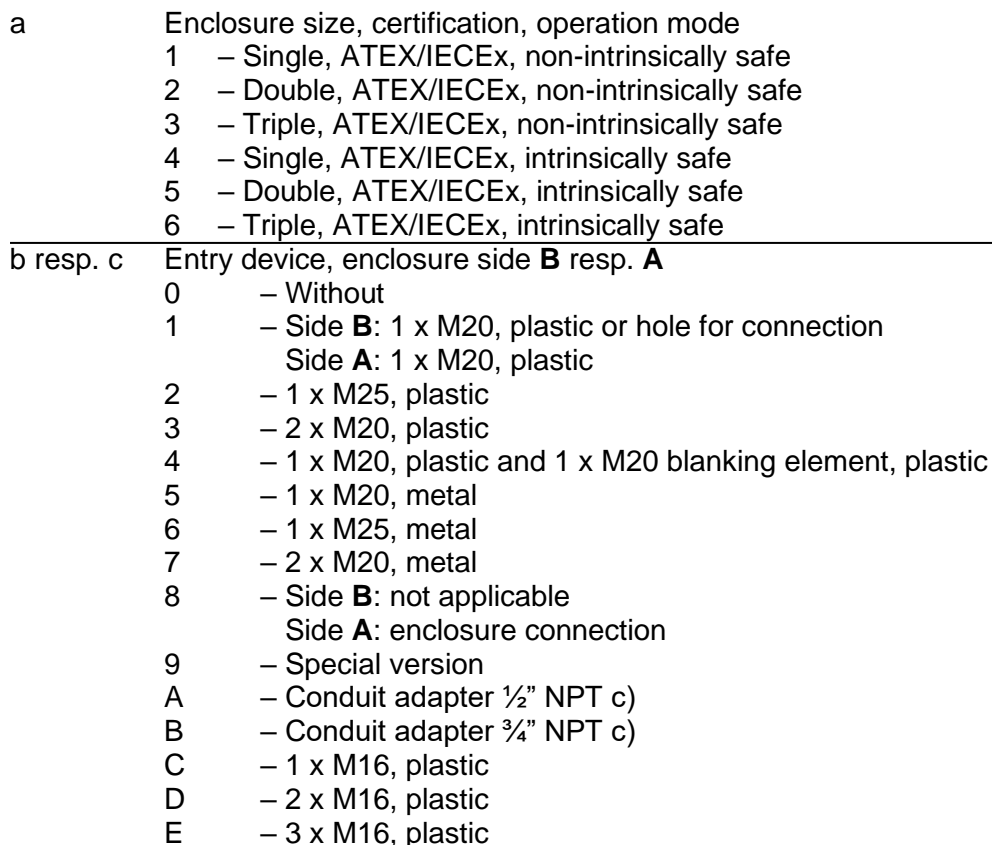 a Enclosure size, certification, operation mode
1 – Single, ATEX/IECEx, non-intrinsically safe
2 – Double, ATEX/IECEx, non-intrinsically safe
3 – Triple, ATEX/IECEx, non-intrinsically safe
4 – Single, ATEX/IECEx, intrinsically safe
5 – Double, ATEX/IECEx, intrinsically safe
6 – Triple, ATEX/IECEx, intrinsically safe
b resp. c Entry device, enclosure side B resp. A
0 – Without
1 – Side B: 1 x M20, plastic or hole for connection
Side A: 1 x M20, plastic
2 – 1 x M25, plastic
3 – 2 x M20, plastic
4 – 1 x M20, plastic and 1 x M20 blanking element, plastic
5 – 1 x M20, metal
6 – 1 x M25, metal
7 – 2 x M20, metal
8 – Side B: not applicable
Side A: enclosure connection
9 – Special version
A – Conduit adapter ½” NPT c)
B – Conduit adapter ¾” NPT c)
C – 1 x M16, plastic
D – 2 x M16, plastic
E – 3 x M16, plastic